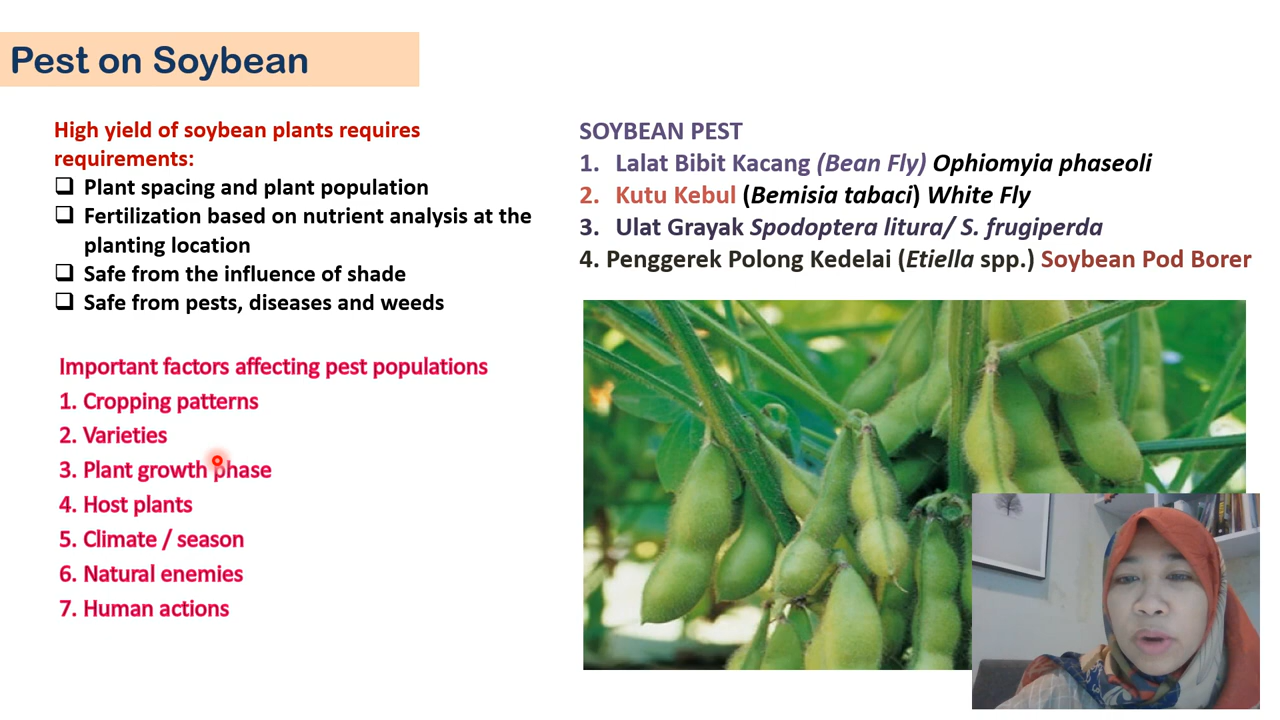 Pest on Soybean
High yield of soybean plants requires
requirements:
Plant spacing and plant population
Fertilization based on nutrient analysis at the
planting location
Safe from the influence of shade
Safe from pests, diseases and weeds
Important factors affecting pest populations
1. Cropping patterns
2. Varieties
3. Plant growth phase
4. Host plants
5. Climate / season
6. Natural enemies
7. Human actions
SOYBEAN PEST
1. Lalat Bibit Kacang (Bean Fly) Ophiomyia phaseoli
2. Kutu Kebul (Bemisia tabaci) White Fly
3. Ulat Grayak Spodoptera litura/ S. frugiperda
4. Penggerek Polong Kedelai (Etiella spp.) Soybean Pod Borer